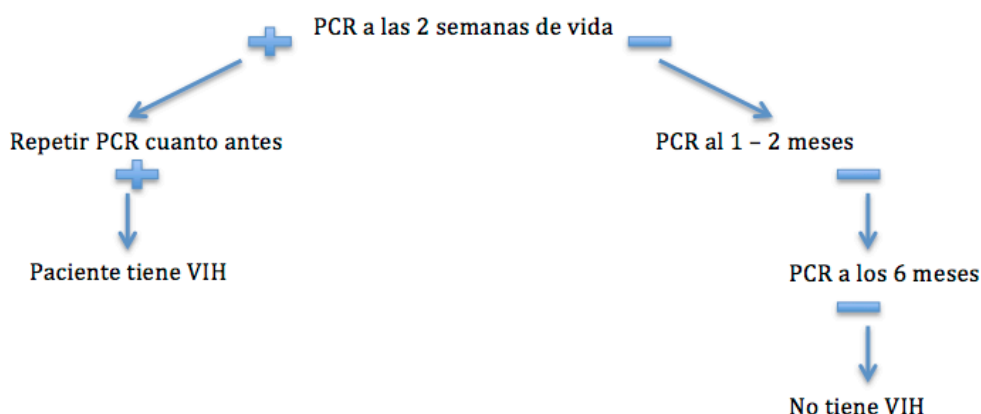 PCR a las 2 semanas de vida
Repetir PCR cuanto antes
PCR al 1 – 2 meses
Paciente tiene VIH
PCR a los 6 meses
No tiene VIH